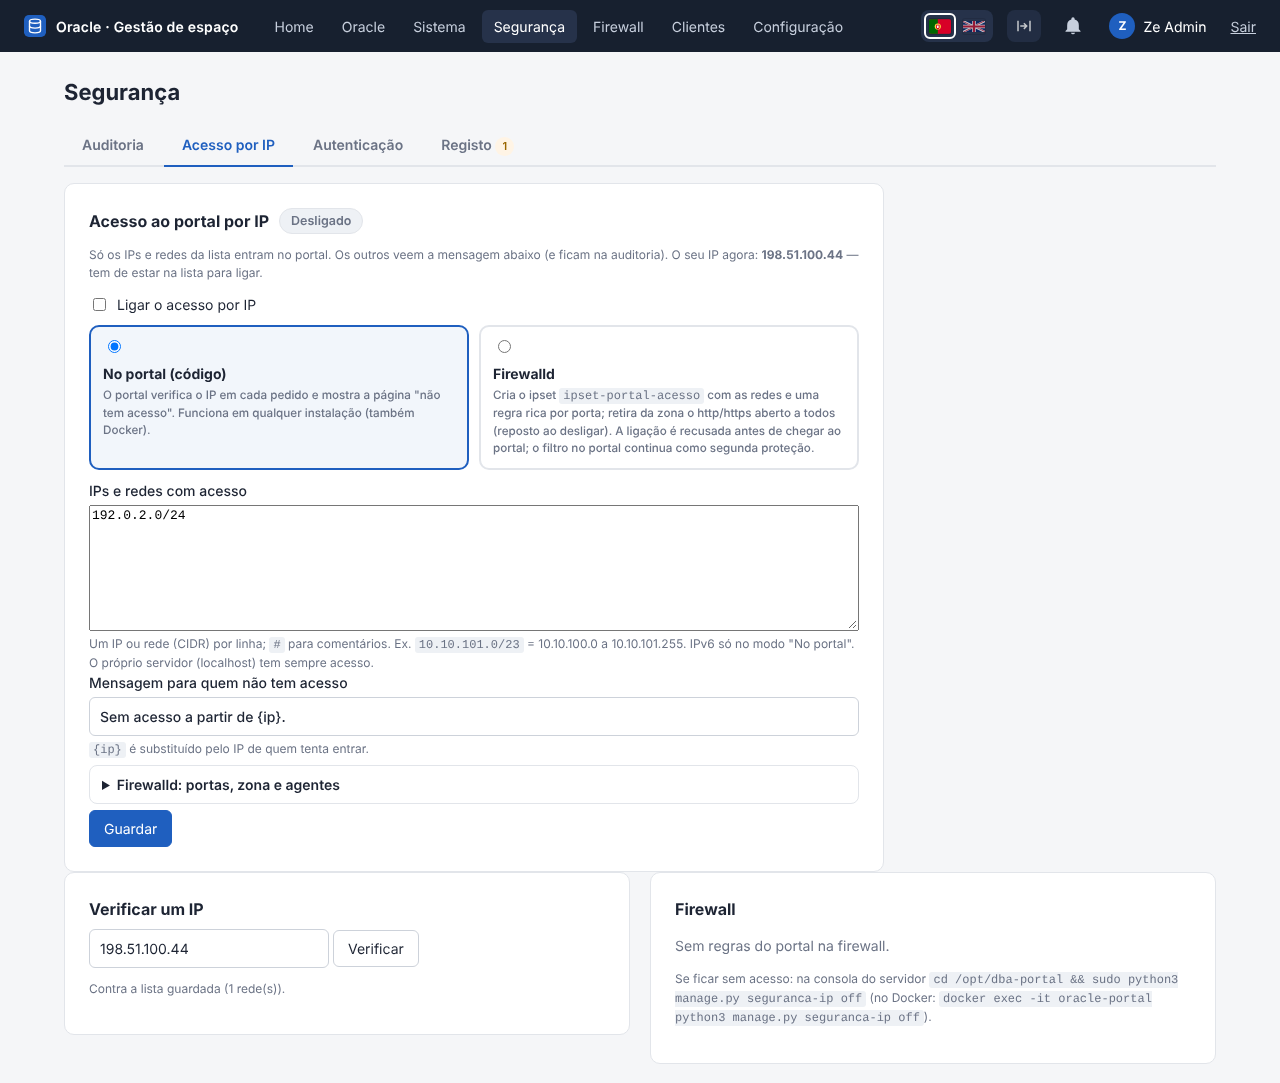 Oracle · Gestão de espaço
Home
Oracle
Sistema
Segurança
Firewall
Clientes
Configuração
Z
Ze Admin
Sair
Segurança
Auditoria
Acesso por IP
Autenticação
Registo 1
Acesso ao portal por IP
Desligado
Só os IPs e redes da lista entram no portal. Os outros veem a mensagem abaixo (e ficam na auditoria). O seu IP agora: 198.51.100.44 —
tem de estar na lista para ligar.
Ligar o acesso por IP
No portal (código)
O portal verifica o IP em cada pedido e mostra a página "não
tem acesso". Funciona em qualquer instalação (também
Docker).
Firewalld
Cria o ipset ipset-portal-acesso com as redes e uma
regra rica por porta; retira da zona o http/https aberto a todos
(reposto ao desligar). A ligação é recusada antes de chegar ao
portal; o filtro no portal continua como segunda proteção.
IPs e redes com acesso
192.0.2.0/24
Um IP ou rede (CIDR) por linha; # para comentários. Ex. 10.10.101.0/23 = 10.10.100.0 a 10.10.101.255. IPv6 só no modo "No portal".
O próprio servidor (localhost) tem sempre acesso.
Mensagem para quem não tem acesso
Sem acesso a partir de {ip}.
{ip} é substituído pelo IP de quem tenta entrar.
Firewalld: portas, zona e agentes
Guardar
Verificar um IP
198.51.100.44
Verificar
Contra a lista guardada (1 rede(s)).
Firewall
Sem regras do portal na firewall.
Se ficar sem acesso: na consola do servidor cd /opt/dba-portal && sudo python3
manage.py seguranca-ip off (no Docker: docker exec -it oracle-portal
python3 manage.py seguranca-ip off).